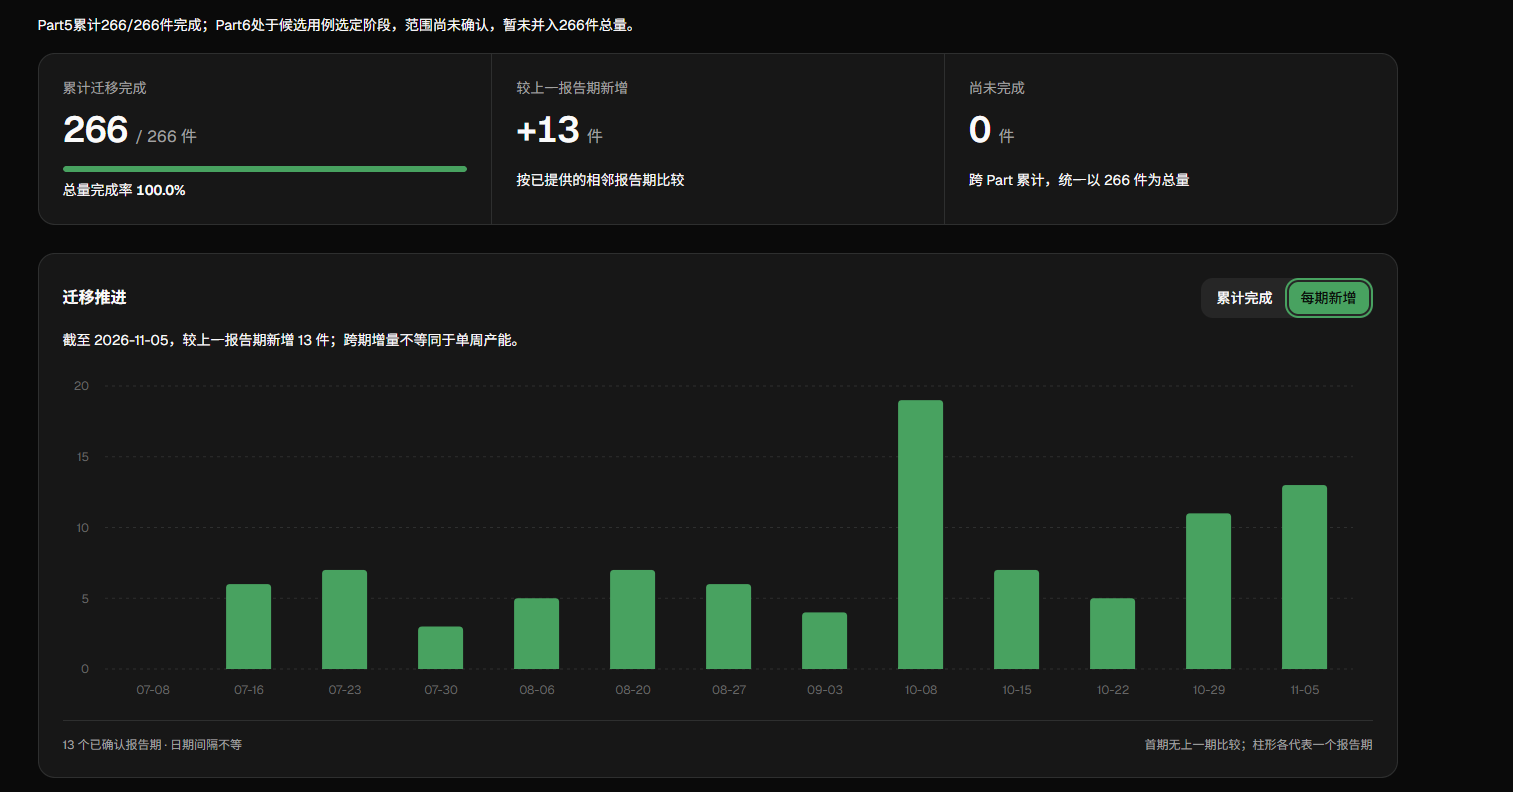 Part5累计266/266件完成；Part6处于候选用例选定阶段，范围尚未确认，暂未并入266件总量。
累计迁移完成
266 / 266 件
总量完成率 100.0%
较上一报告期新增
+13 件
按已提供的相邻报告期比较
尚未完成
0 件
跨 Part 累计，统一以 266 件为总量
迁移推进
累计完成 每期新增
截至 2026-11-05，较上一报告期新增 13 件；跨期增量不等同于单周产能。
20
15
10
5
0
07-08 07-16 07-23 07-30 08-06 08-20 08-27 09-03 10-08 10-15 10-22 10-29 11-05
13 个已确认报告期 · 日期间隔不等
首期无上一期比较；柱形各代表一个报告期